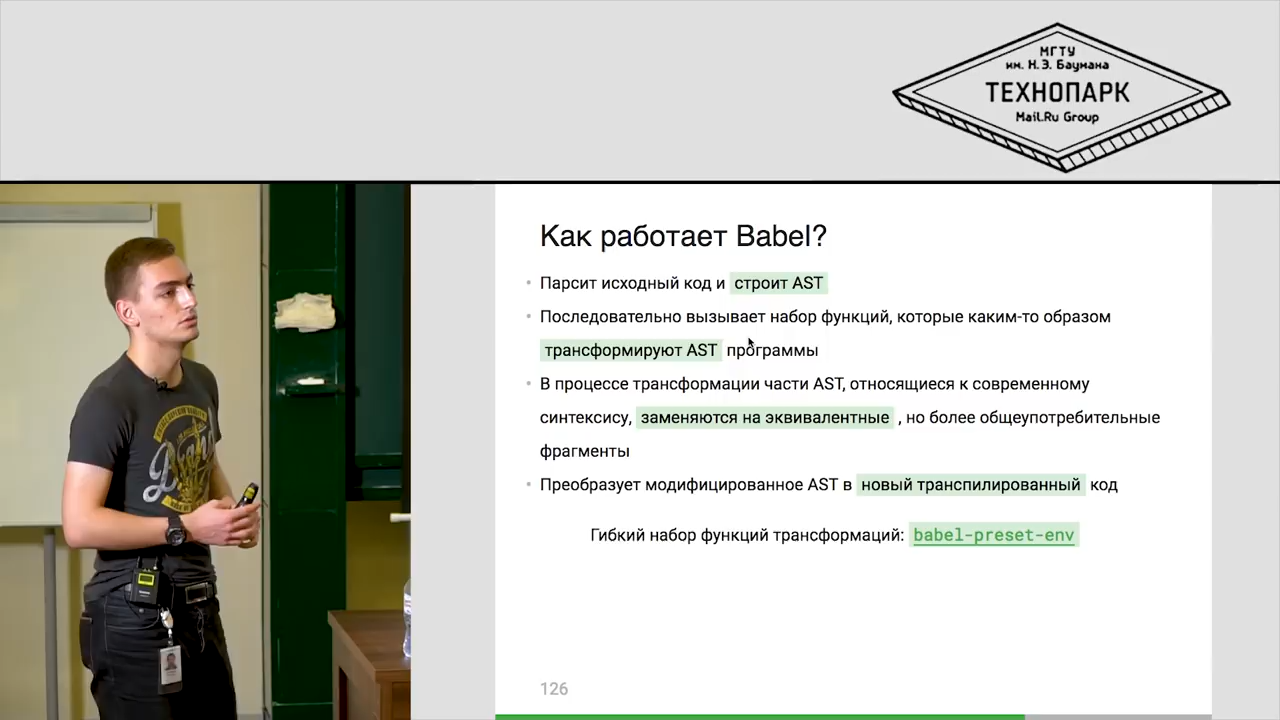 МГТУ
им. Н.Э. Баумана
ТЕХНОПАРК
Mail.Ru Group
Как работает Babel?
Парсит исходный код и строит AST
Последовательно вызывает набор функций, которые каким-то образом
трансформируют AST программы
В процессе трансформации части AST, относящиеся к современному
синтексису, заменяются на эквивалентные , но более общеупотребительные
фрагменты
Преобразует модифицированное AST в новый транспилированный код
Гибкий набор функций трансформаций: babel-preset-env
126